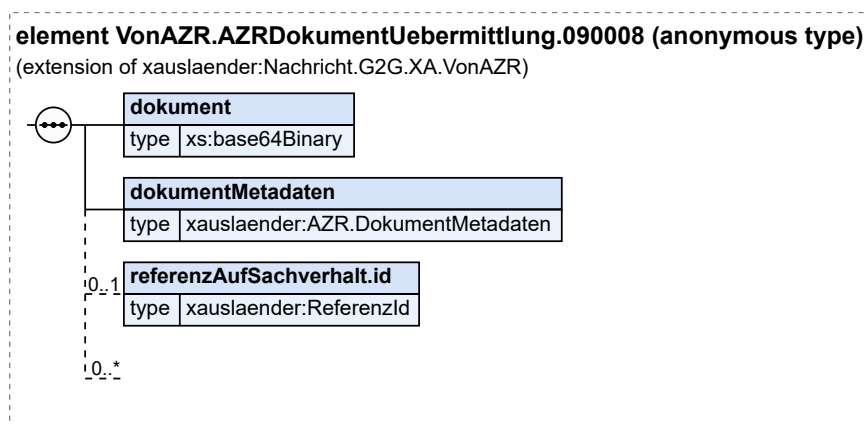 element VonAZR.AZRDokumentUebermittlung.090008 (anonymous type)
(extension of xauslaender:Nachricht.G2G.XA.VonAZR)
dokument
type xs:base64Binary
dokumentMetadaten
type xauslaender:AZR.DokumentMetadaten
0..1 referenzAufSachverhalt.id
type xauslaender:ReferenzId
0..*